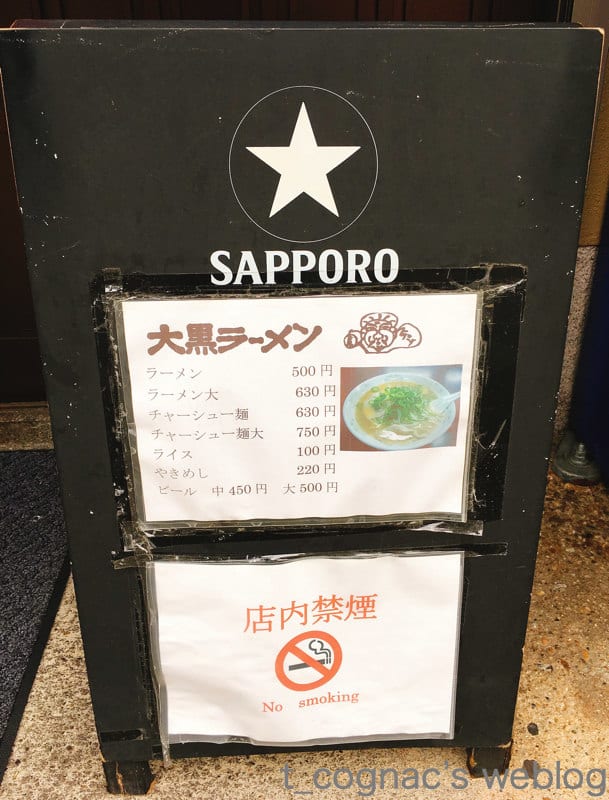 SAPPORO
大黒ラーメン
ラーメン 500円
ラーメン大 630円
チャーシュー麺 630円
チャーシュー麺大 750円
ライス 100円
やきめし 220円
ビール 中450円 大500円
店内禁煙
No smoking
t_cognac's weblog